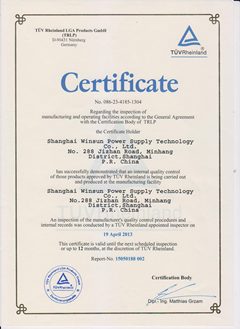 TÜV Rheinland LGA Products GmbH
(TRLP)
D-90431 Nürnberg
Germany
TÜVRheinland
Certificate
No. 086-23-4185-1304
Regarding the inspection of
manufacturing and operating facilities according to the General Agreement
with the Certification Body of TRLP
the Certificate Holder
Shanghai Winsun Power Supply Technology
Co., Ltd.
No. 288 Jizhan Road, Minhang
District,Shanghai
P.R. China
has successfully demonstrated that an internal quality control
of those products approved by TÜV Rheinland is being carried out
and produced at the manufacturing facility
Shanghai Winsun Power Supply Technology
Co., Ltd.
No.288 Jizhan Road, Minhang
District,Shanghai
P.R. China
An inspection of the manufacturer's quality control procedures and
internal records was conducted by a TÜV Rheinland appointed inspector on
19 April 2013
This certificate is valid until the next scheduled inspection
or up to 12 months, at the discretion of TÜV Rheinland.
Report-No. 15050188 002
Certification Body
TÜVRheinland
Dipl.- Ing. Matthias Grzam